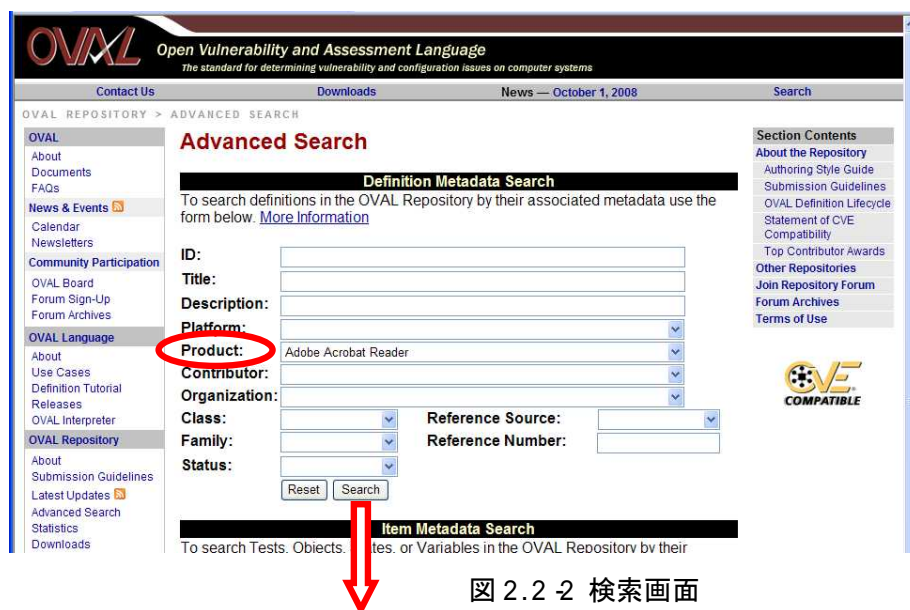 OVAL Open Vulnerability and Assessment Language
The standard for determining vulnerability and configuration issues on computer systems
Contact Us Downloads News — October 1, 2008 Search
OVAL REPOSITORY > ADVANCED SEARCH
OVAL
About
Documents
FAQs
News & Events
Calendar
Newsletters
Community Participation
OVAL Board
Forum Sign-Up
Forum Archives
OVAL Language
About
Use Cases
Definition Tutorial
Releases
OVAL Interpreter
OVAL Repository
About
Submission Guidelines
Latest Updates
Advanced Search
Statistics
Downloads
Advanced Search
Definition Metadata Search
To search definitions in the OVAL Repository by their associated metadata use the
form below. More Information
ID:
Title:
Description:
Platform:
Product: Adobe Acrobat Reader
Contributor:
Organization:
Class: Reference Source:
Family: Reference Number:
Status:
Reset Search
Item Metadata Search
To search Tests, Objects, States, or Variables in the OVAL Repository by their
Section Contents
About the Repository
Authoring Style Guide
Submission Guidelines
OVAL Definition Lifecycle
Statement of CVE
Compatibility
Top Contributor Awards
Other Repositories
Join Repository Forum
Forum Archives
Terms of Use
CVE
COMPATIBLE
図 2.2-2 検索画面